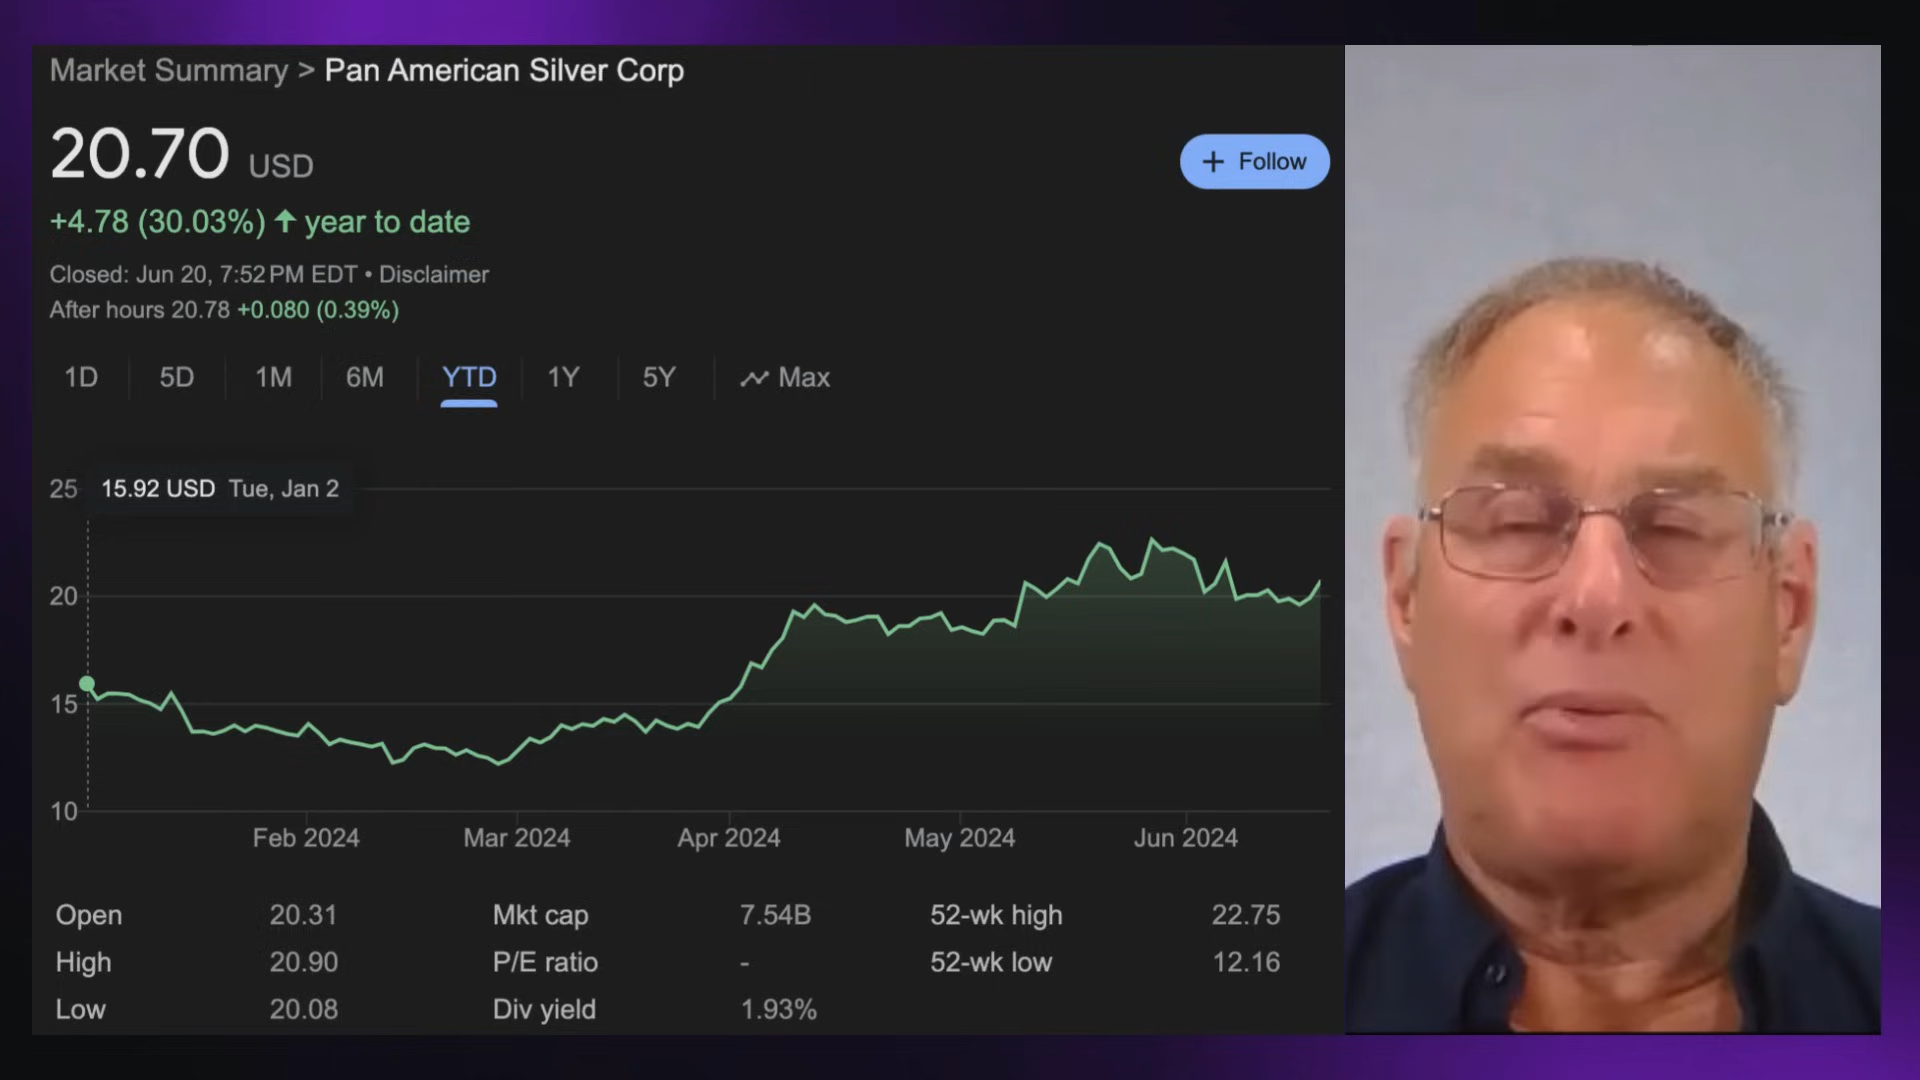 Market Summary > Pan American Silver Corp
20.70 USD
+ Follow
+4.78 (30.03%) ↑ year to date
Closed: Jun 20, 7:52 PM EDT • Disclaimer
After hours 20.78 +0.080 (0.39%)
1D 5D 1M 6M YTD 1Y 5Y Max
25 15.92 USD Tue, Jan 2
20
15
10
Feb 2024 Mar 2024 Apr 2024 May 2024 Jun 2024
Open 20.31 Mkt cap 7.54B 52-wk high 22.75
High 20.90 P/E ratio - 52-wk low 12.16
Low 20.08 Div yield 1.93%